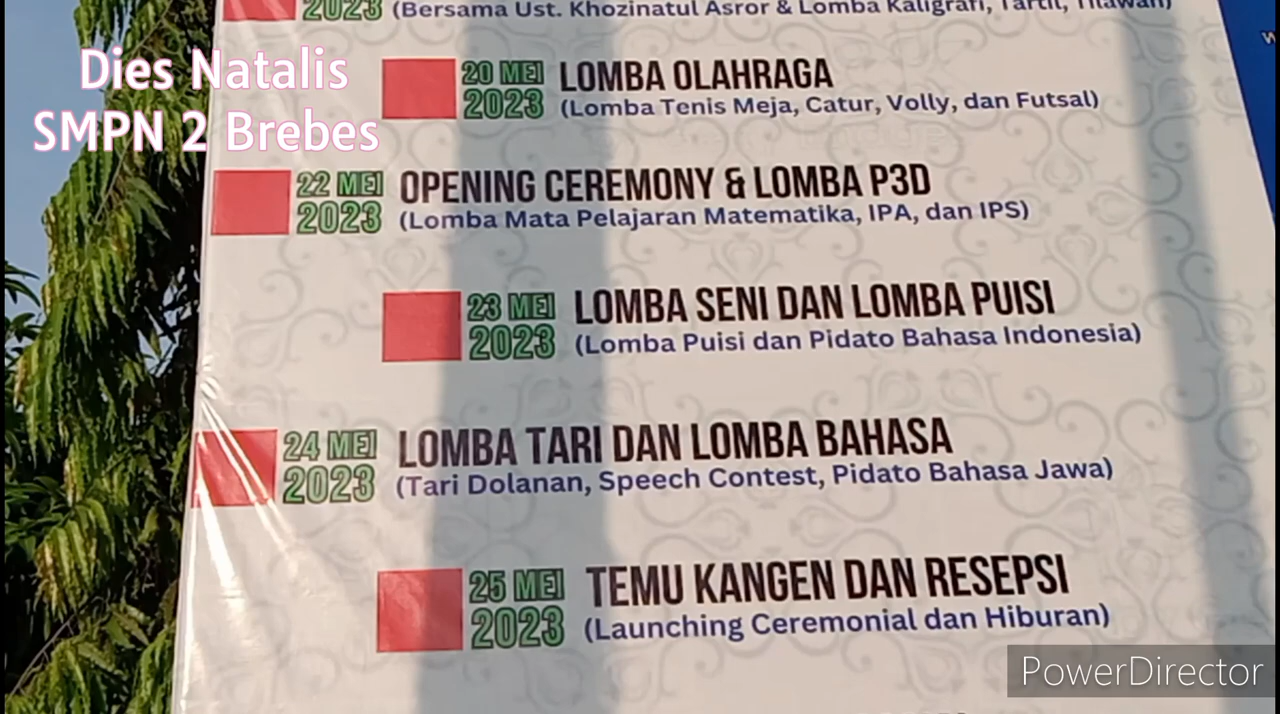 2023 (Bersama Ust. Khozinatul Asror & Lomba Kaligrafi, Tartil, Tilawah)
Dies Natalis
SMPN 2 Brebes
20 MEI
2023
LOMBA OLAHRAGA
(Lomba Tenis Meja, Catur, Volly, dan Futsal)
22 MEI
2023
OPENING CEREMONY & LOMBA P3D
(Lomba Mata Pelajaran Matematika, IPA, dan IPS)
23 MEI
2023
LOMBA SENI DAN LOMBA PUISI
(Lomba Puisi dan Pidato Bahasa Indonesia)
24 MEI
2023
LOMBA TARI DAN LOMBA BAHASA
(Tari Dolanan, Speech Contest, Pidato Bahasa Jawa)
25 MEI
2023
TEMU KANGEN DAN RESEPSI
(Launching Ceremonial dan Hiburan)
PowerDirector